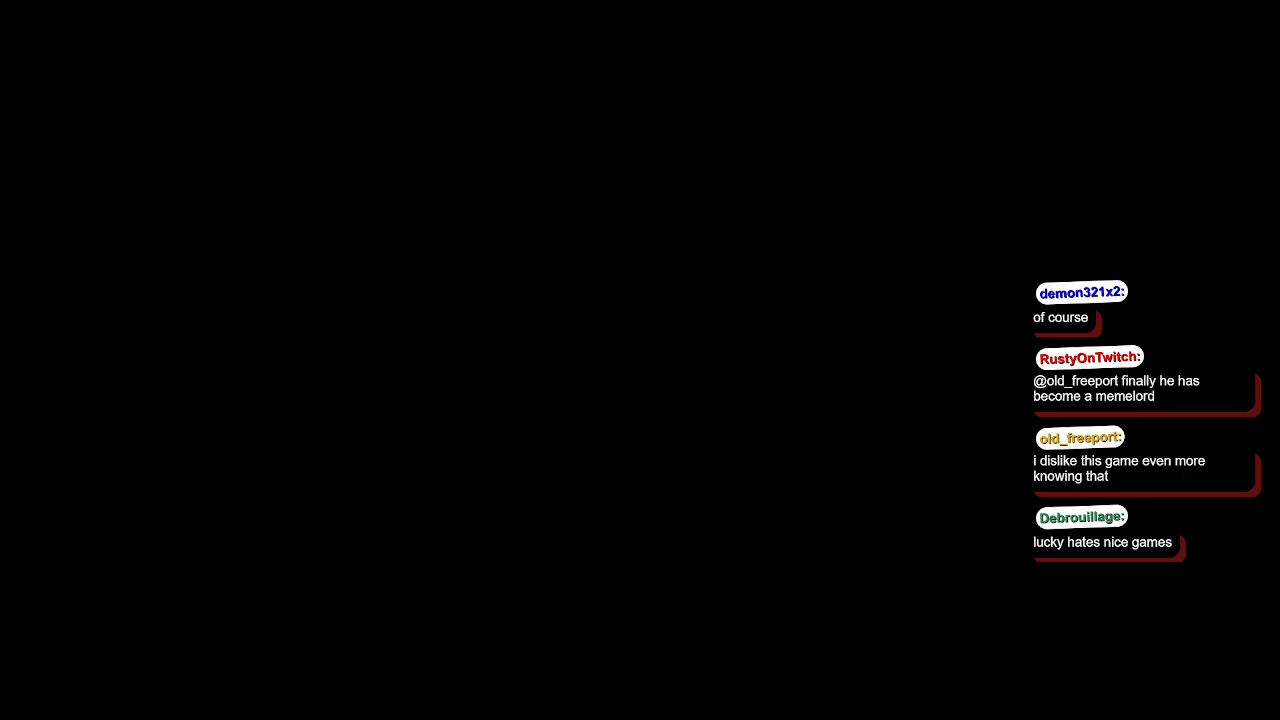 demon321x2:
of course
RustyOnTwitch:
@old_freeport finally he has
become a memelord
old_freeport:
i dislike this game even more
knowing that
Debrouillage:
lucky hates nice games